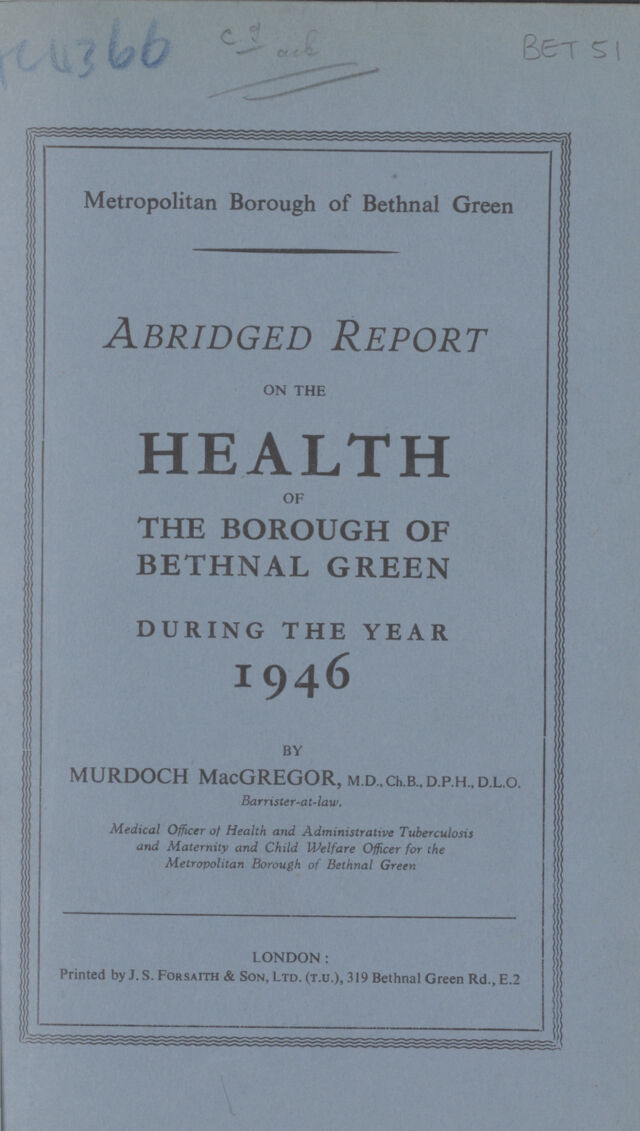 BET 51
Metropolitan Borough of Bethnal Green
ABRIDGED REPORT
ON THE
HEALTH
OF
THE BOROUGH OF
BETHNAL GREEN
DURING THE YEAR
1946
BY
MURDOCH MacGREGOR, M.D., Ch.B., D.P.H., D.L.O.
Barrister-at-law.
Medical Officer of Health and Administrative Tuberculosis
and Maternity and Child Welfare Officer for the
Metropolitan Borough of Bethnal Green
LONDON :
Printed by J. S. FORSAITH & SON, LTD. (T.U.), 319 Bethnal Green Rd., E.2